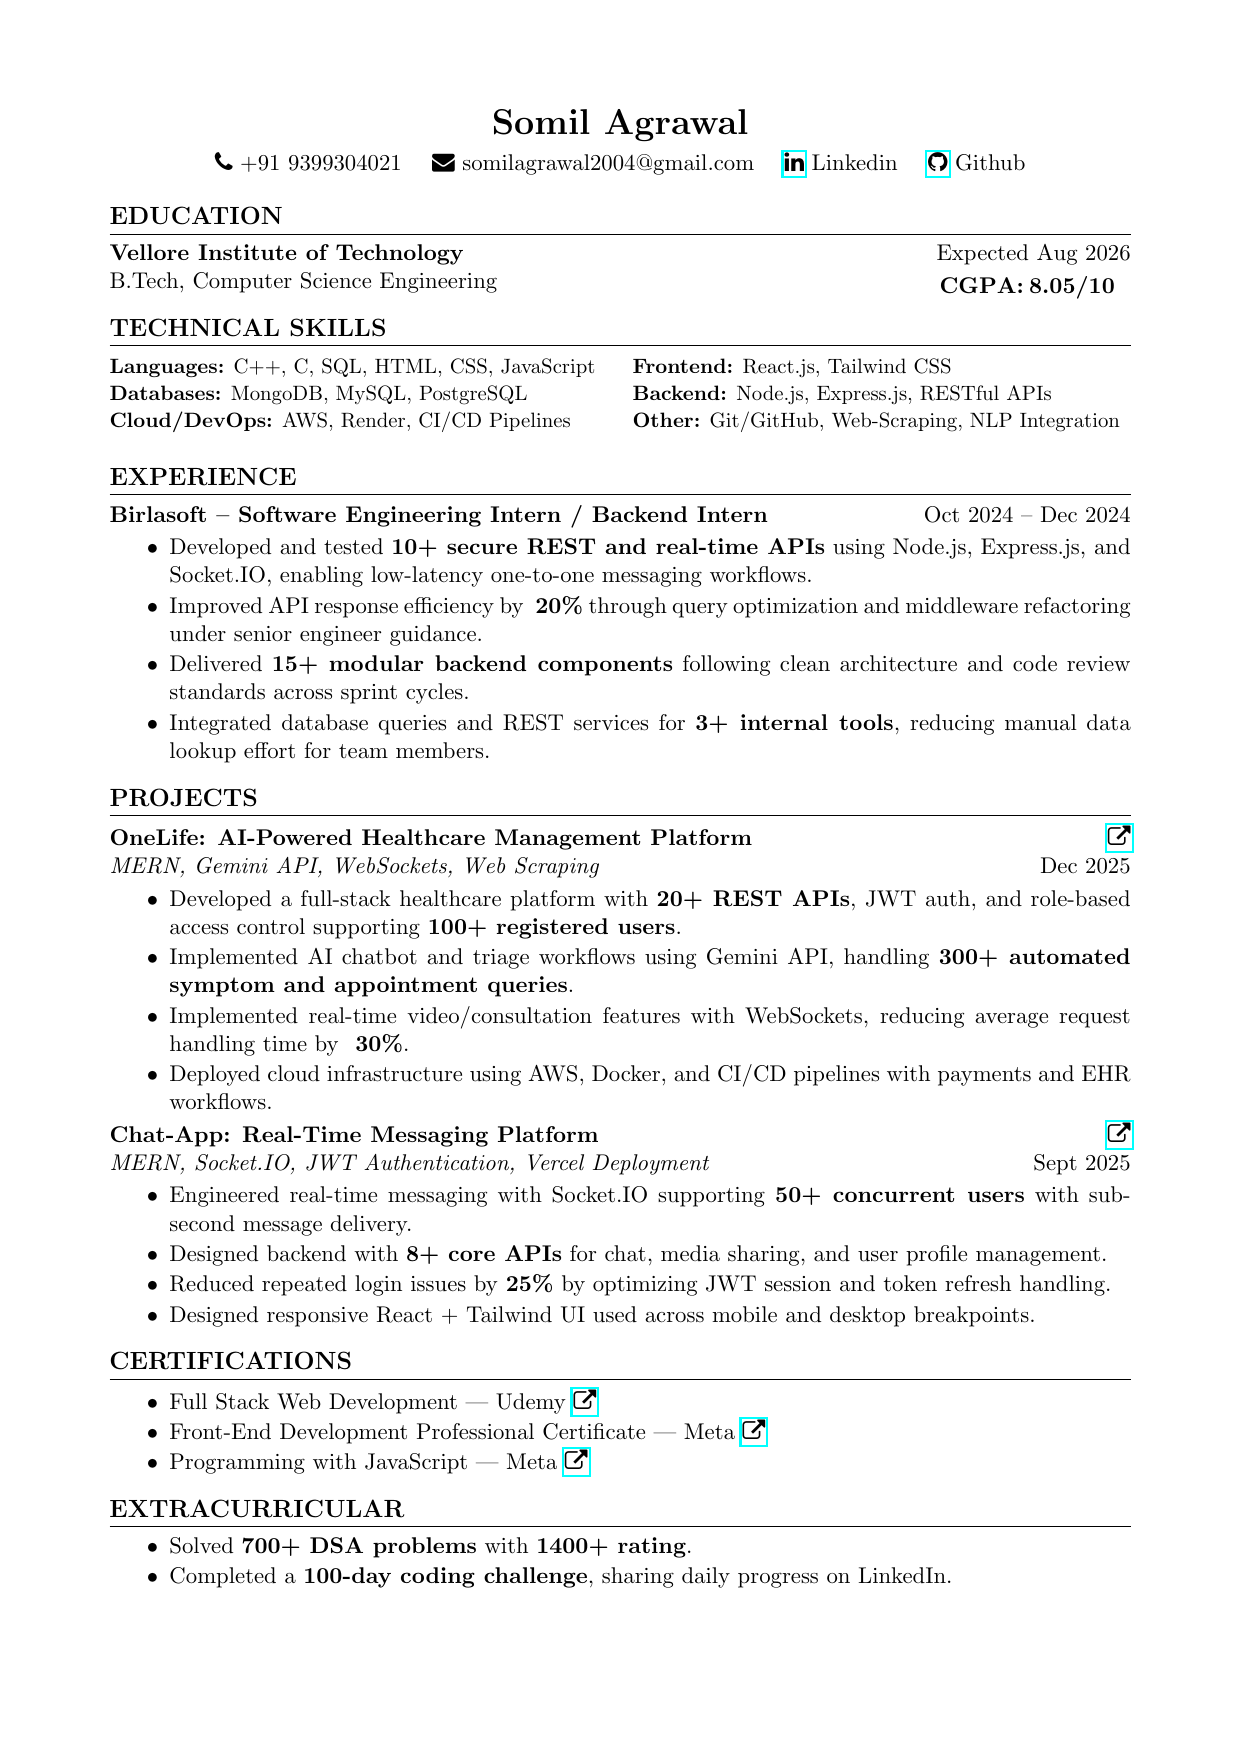 Somil Agrawal
+91 9399304021 somilagrawal2004@gmail.com Linkedin Github
EDUCATION
Vellore Institute of Technology Expected Aug 2026
B.Tech, Computer Science Engineering CGPA: 8.05/10
TECHNICAL SKILLS
Languages: C++, C, SQL, HTML, CSS, JavaScript Frontend: React.js, Tailwind CSS
Databases: MongoDB, MySQL, PostgreSQL Backend: Node.js, Express.js, RESTful APIs
Cloud/DevOps: AWS, Render, CI/CD Pipelines Other: Git/GitHub, Web-Scraping, NLP Integration
EXPERIENCE
Birlasoft – Software Engineering Intern / Backend Intern Oct 2024 – Dec 2024
• Developed and tested 10+ secure REST and real-time APIs using Node.js, Express.js, and
Socket.IO, enabling low-latency one-to-one messaging workflows.
• Improved API response efficiency by 20% through query optimization and middleware refactoring
under senior engineer guidance.
• Delivered 15+ modular backend components following clean architecture and code review
standards across sprint cycles.
• Integrated database queries and REST services for 3+ internal tools, reducing manual data
lookup effort for team members.
PROJECTS
OneLife: AI-Powered Healthcare Management Platform
MERN, Gemini API, WebSockets, Web Scraping Dec 2025
• Developed a full-stack healthcare platform with 20+ REST APIs, JWT auth, and role-based
access control supporting 100+ registered users.
• Implemented AI chatbot and triage workflows using Gemini API, handling 300+ automated
symptom and appointment queries.
• Implemented real-time video/consultation features with WebSockets, reducing average request
handling time by 30%.
• Deployed cloud infrastructure using AWS, Docker, and CI/CD pipelines with payments and EHR
workflows.
Chat-App: Real-Time Messaging Platform
MERN, Socket.IO, JWT Authentication, Vercel Deployment Sept 2025
• Engineered real-time messaging with Socket.IO supporting 50+ concurrent users with sub-
second message delivery.
• Designed backend with 8+ core APIs for chat, media sharing, and user profile management.
• Reduced repeated login issues by 25% by optimizing JWT session and token refresh handling.
• Designed responsive React + Tailwind UI used across mobile and desktop breakpoints.
CERTIFICATIONS
• Full Stack Web Development — Udemy
• Front-End Development Professional Certificate — Meta
• Programming with JavaScript — Meta
EXTRACURRICULAR
• Solved 700+ DSA problems with 1400+ rating.
• Completed a 100-day coding challenge, sharing daily progress on LinkedIn.